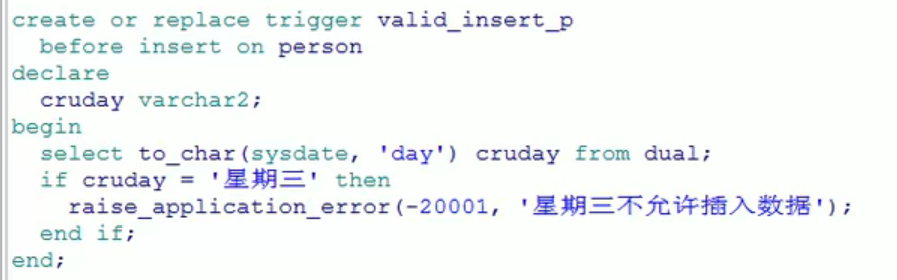 create or replace trigger valid_insert_p
before insert on person
declare
cruday varchar2;
begin
select to_char(sysdate, 'day') cruday from dual;
if cruday = '星期三' then
raise_application_error(-20001, '星期三不允许插入数据');
end if;
end;